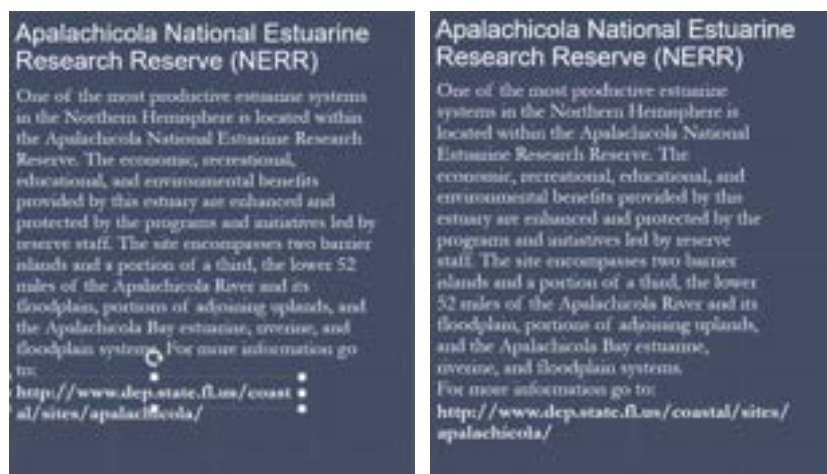 Apalachicola National Estuarine
Research Reserve (NERR)
One of the most productive estuarine systems
in the Northern Hemisphere is located within
the Apalachicola National Estuarine Research
Reserve. The economic, recreational,
educational, and environmental benefits
provided by this estuary are enhanced and
protected by the programs and initiatives led by
reserve staff. The site encompasses two barrier
islands and a portion of a third, the lower 52
miles of the Apalachicola River and its
floodplain, portions of adjoining uplands, and
the Apalachicola Bay estuarine, riverine, and
floodplain systems. For more information go
to:
http://www.dep.state.fl.us/coast
al/sites/apalachicola/
Apalachicola National Estuarine
Research Reserve (NERR)
One of the most productive estuarine
systems in the Northern Hemisphere is
located within the Apalachicola National
Estuarine Research Reserve. The
economic, recreational, educational, and
environmental benefits provided by this
estuary are enhanced and protected by the
programs and initiatives led by reserve
staff. The site encompasses two barrier
islands and a portion of a third, the lower
52 miles of the Apalachicola River and its
floodplain, portions of adjoining uplands,
and the Apalachicola Bay estuarine,
riverine, and floodplain systems.
For more information go to:
http://www.dep.state.fl.us/coastal/sites/
apalachicola/